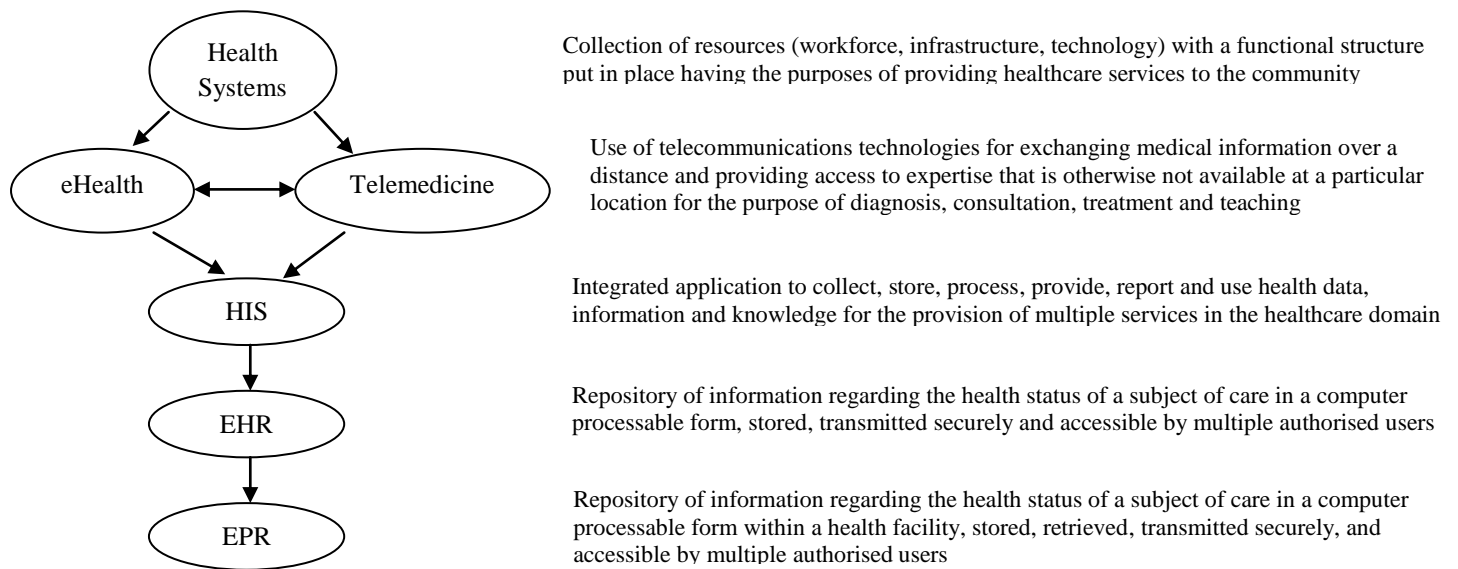 Health
Systems
Collection of resources (workforce, infrastructure, technology) with a functional structure
put in place having the purposes of providing healthcare services to the community
eHealth
Telemedicine
Use of telecommunications technologies for exchanging medical information over a
distance and providing access to expertise that is otherwise not available at a particular
location for the purpose of diagnosis, consultation, treatment and teaching
HIS
Integrated application to collect, store, process, provide, report and use health data,
information and knowledge for the provision of multiple services in the healthcare domain
EHR
Repository of information regarding the health status of a subject of care in a computer
processable form, stored, transmitted securely and accessible by multiple authorised users
EPR
Repository of information regarding the health status of a subject of care in a computer
processable form within a health facility, stored, retrieved, transmitted securely, and
accessible by multiple authorised users